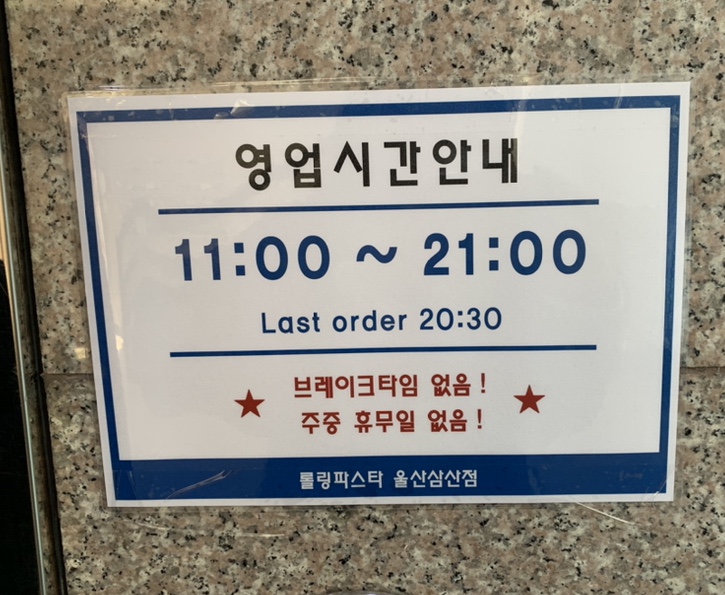 영업시간안내
11:00 ~ 21:00
Last order 20:30
★ 브레이크타임 없음! ★
주중 휴무일 없음!
롤링파스타 울산삼산점